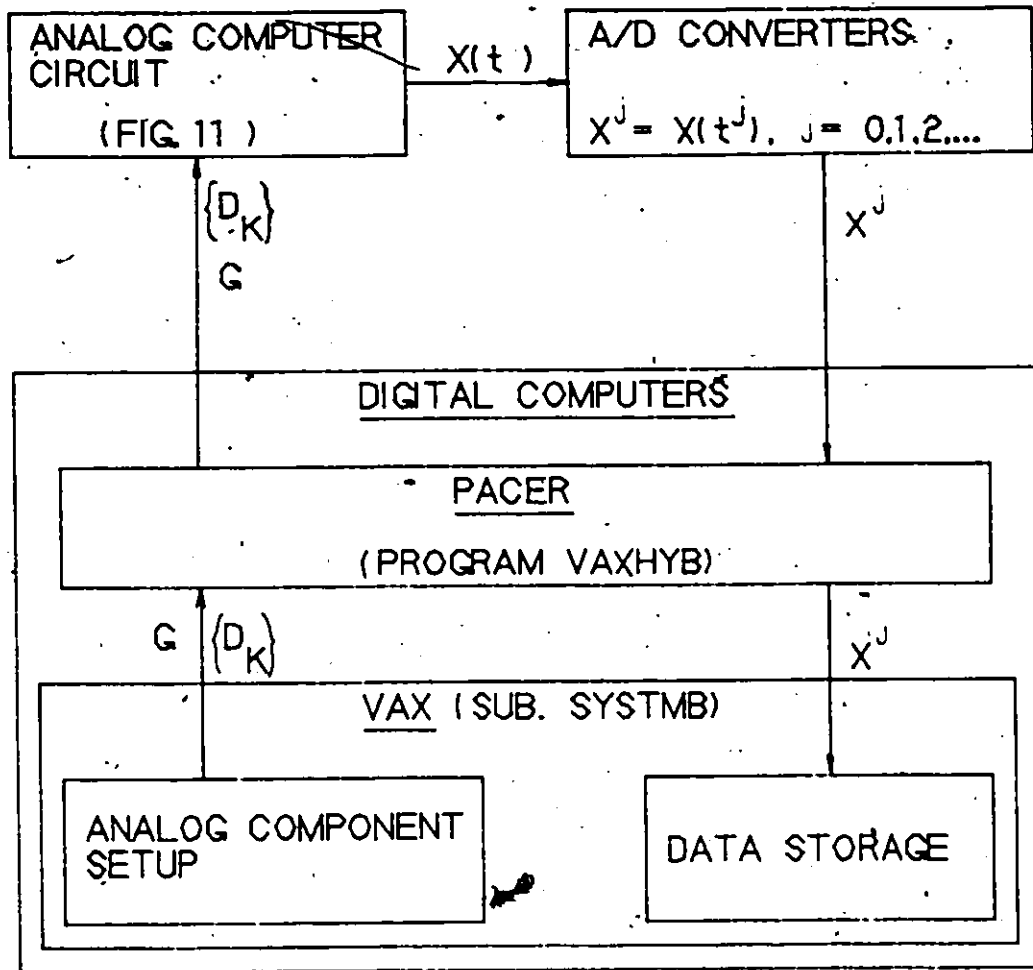 ANALOG COMPUTER
CIRCUIT
(FIG. 11)
X(t)
A/D CONVERTERS
X^j = X(t^j), j = 0,1,2,....
{D_K}
G
X^j
DIGITAL COMPUTERS
PACER
(PROGRAM VAXHYB)
G {D_K}
X^J
VAX (SUB. SYSTMB)
ANALOG COMPONENT
SETUP
DATA STORAGE